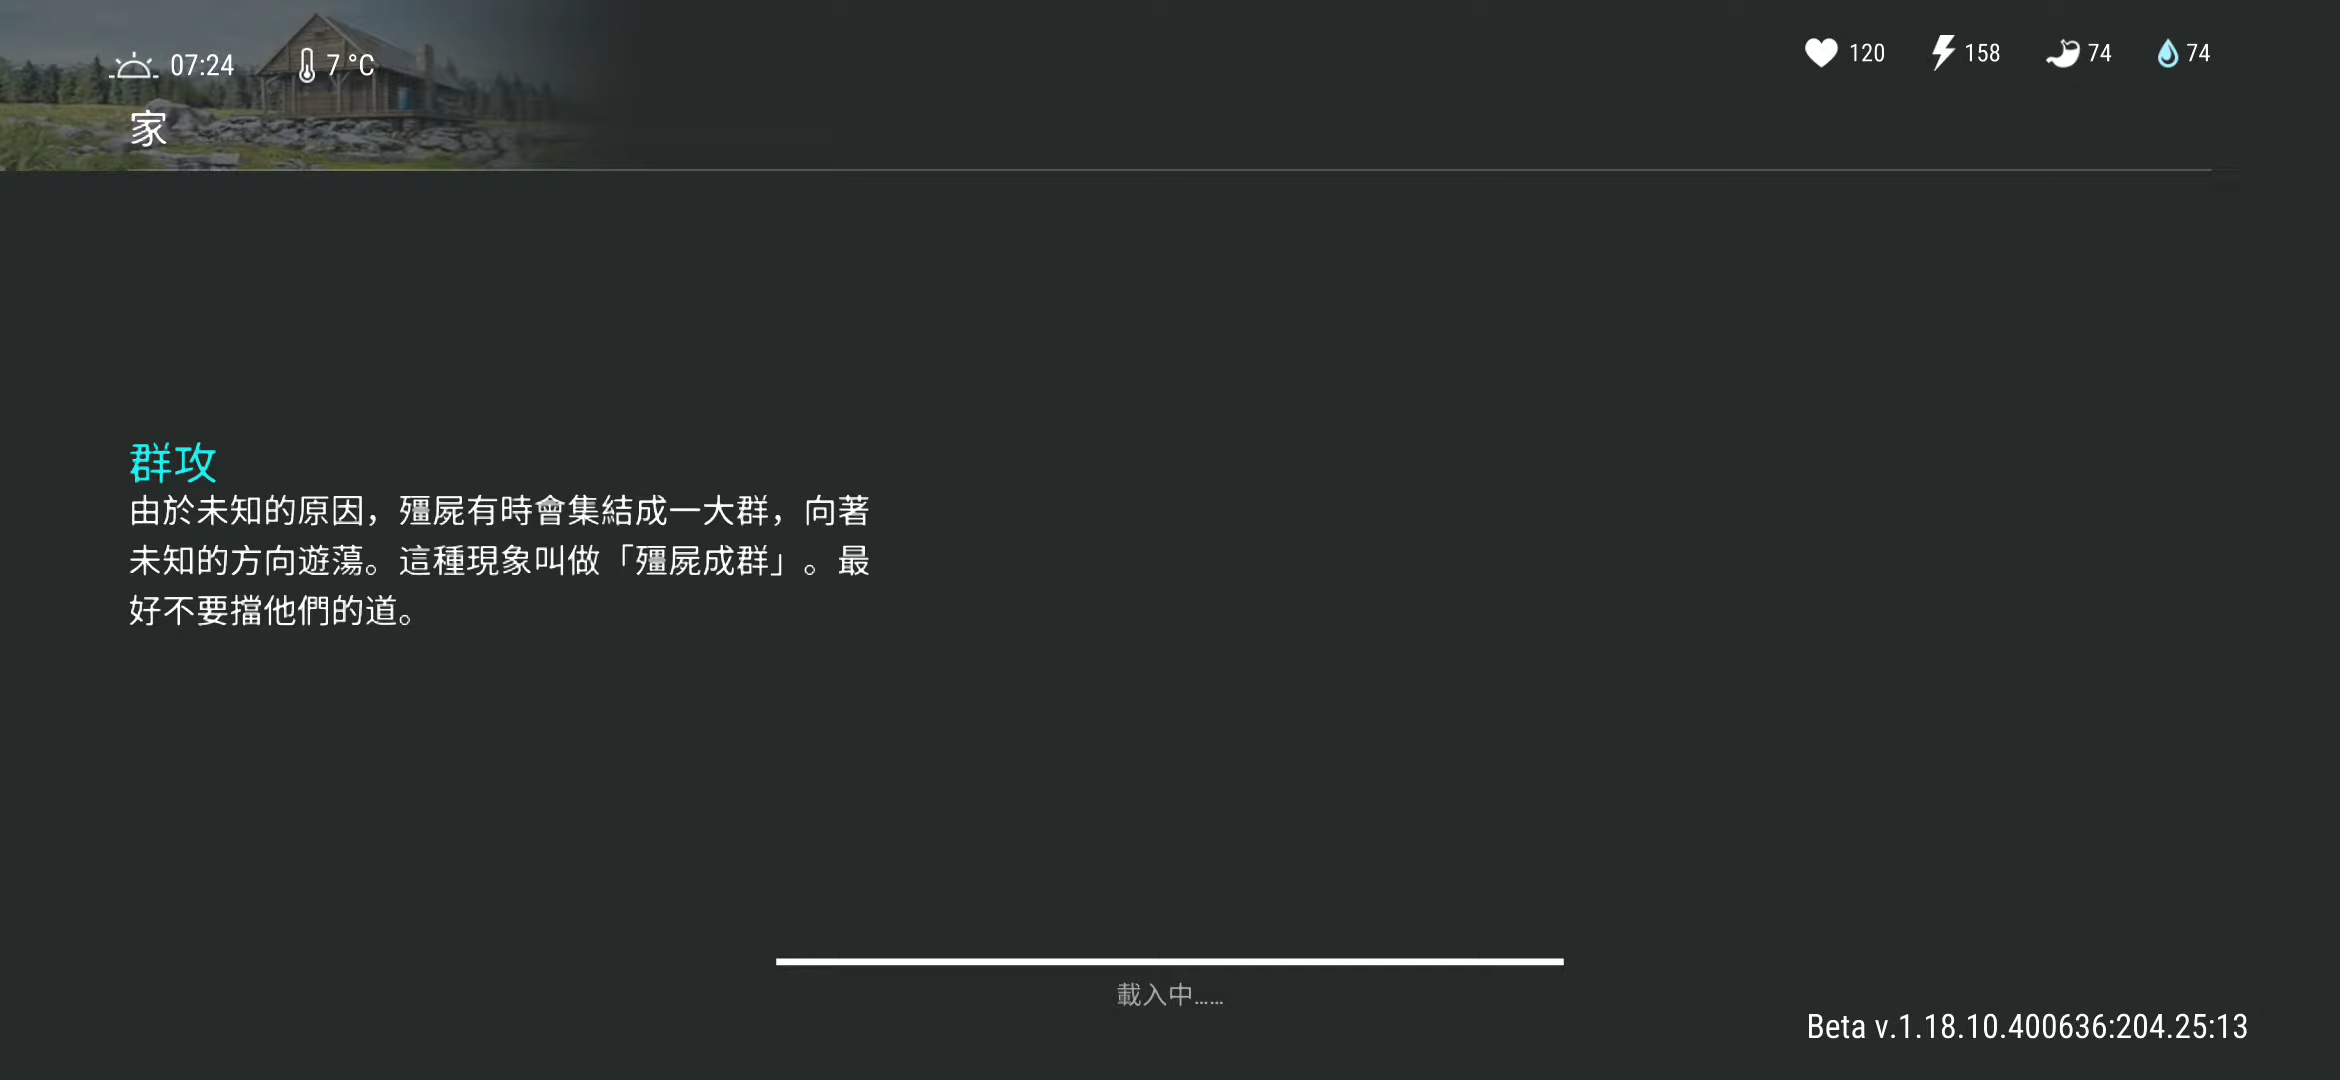 07:24
7 °C
120
158
74
74
家
群攻
由於未知的原因，殭屍有時會集結成一大群，向著
未知的方向遊蕩。這種現象叫做「殭屍成群」。最
好不要擋他們的道。
載入中……
Beta v.1.18.10.400636:204.25:13